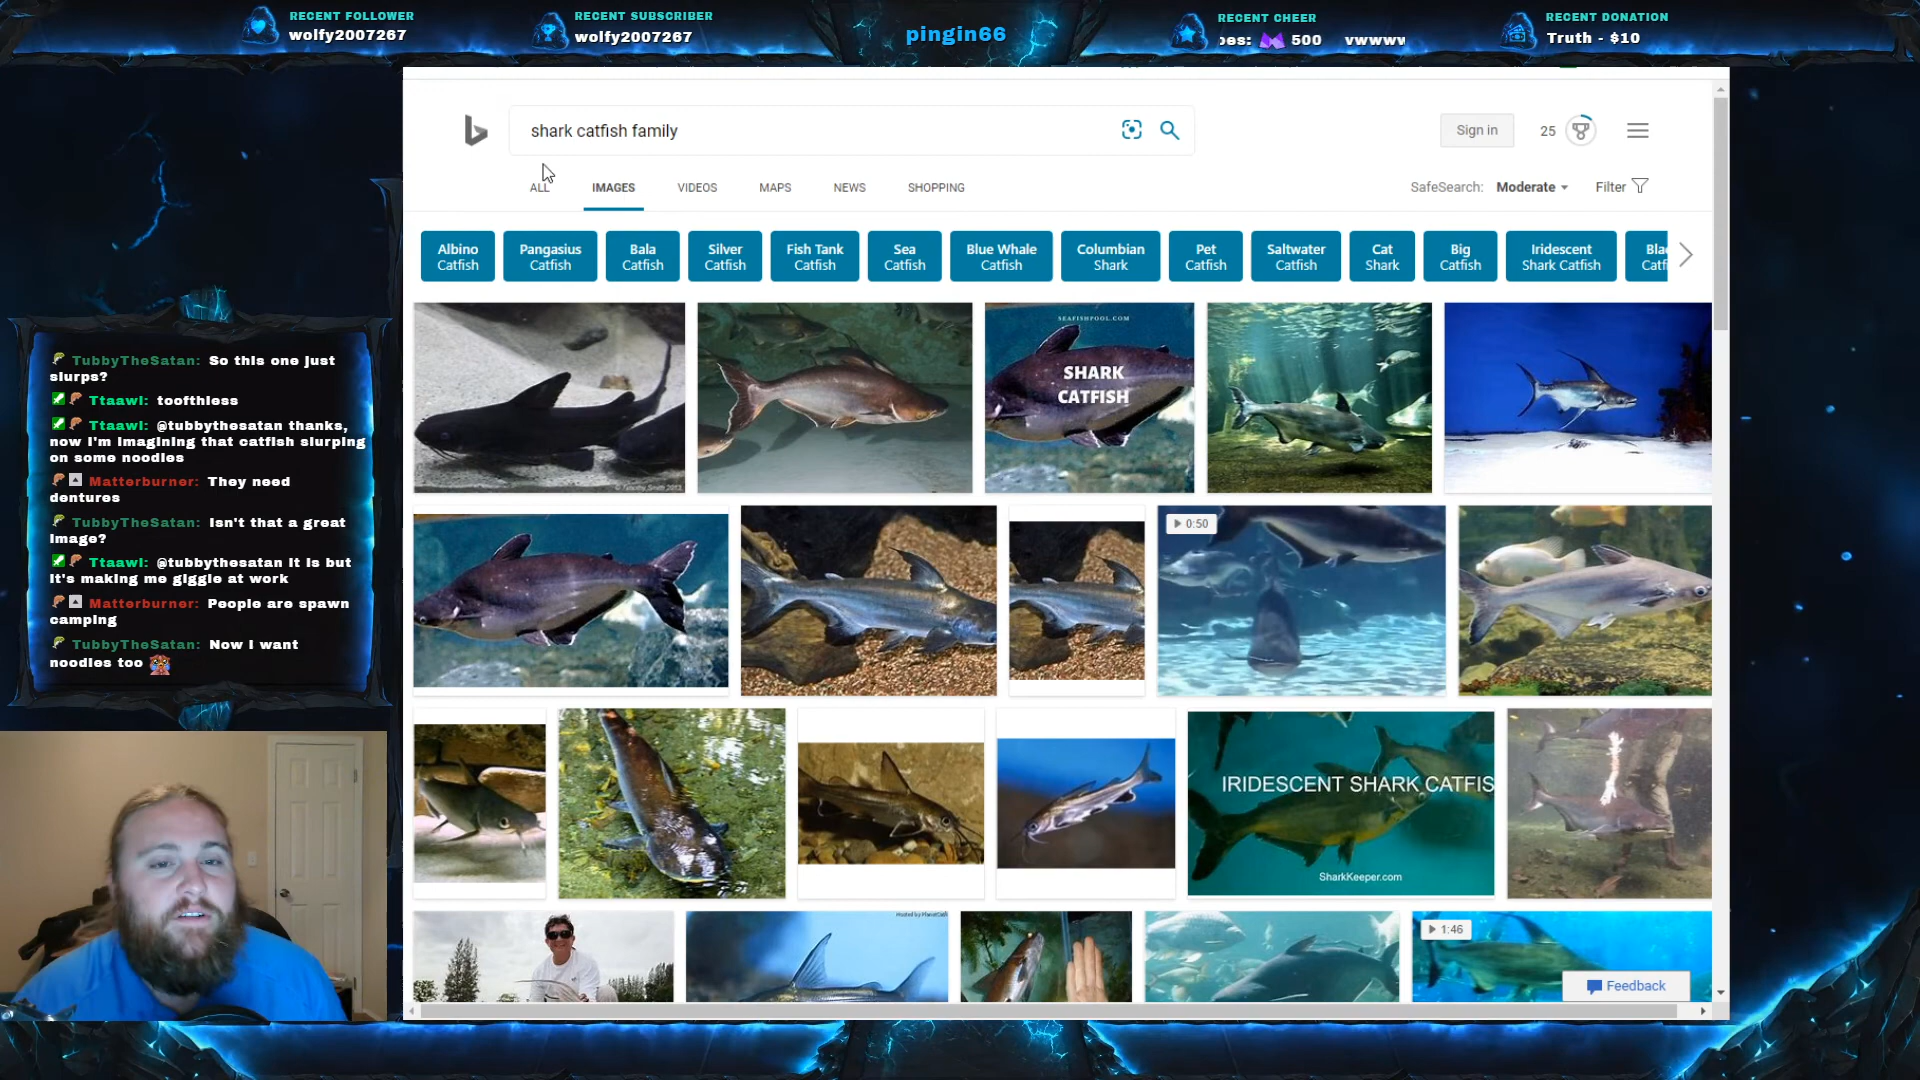 RECENT FOLLOWER
wolfy2007267
RECENT SUBSCRIBER
wolfy2007267
pingin66
RECENT CHEER
500
RECENT DONATION
Truth - $10
shark catfish family
Sign in
25
ALL
IMAGES
VIDEOS
MAPS
NEWS
SHOPPING
SafeSearch: Moderate
Filter
Albino
Catfish
Pangasius
Catfish
Bala
Catfish
Silver
Catfish
Fish Tank
Catfish
Sea
Catfish
Blue Whale
Catfish
Columbian
Shark
Pet
Catfish
Saltwater
Catfish
Cat
Shark
Big
Catfish
Iridescent
Shark Catfish
SEAFISHPOOL.COM
SHARK
CATFISH
0:50
IRIDESCENT SHARK CATFIS
SharkKeeper.com
1:46
Feedback
TubbyTheSatan: So this one just
slurps?
Ttaawi: toofthless
Ttaawi: @tubbythesatan thanks,
now i'm imagining that catfish slurping
on some noodles
Matterburner: They need
dentures
TubbyTheSatan: Isn't that a great
image?
Ttaawi: @tubbythesatan it is but
it's making me giggle at work
Matterburner: People are spawn
camping
TubbyTheSatan: Now I want
noodles too